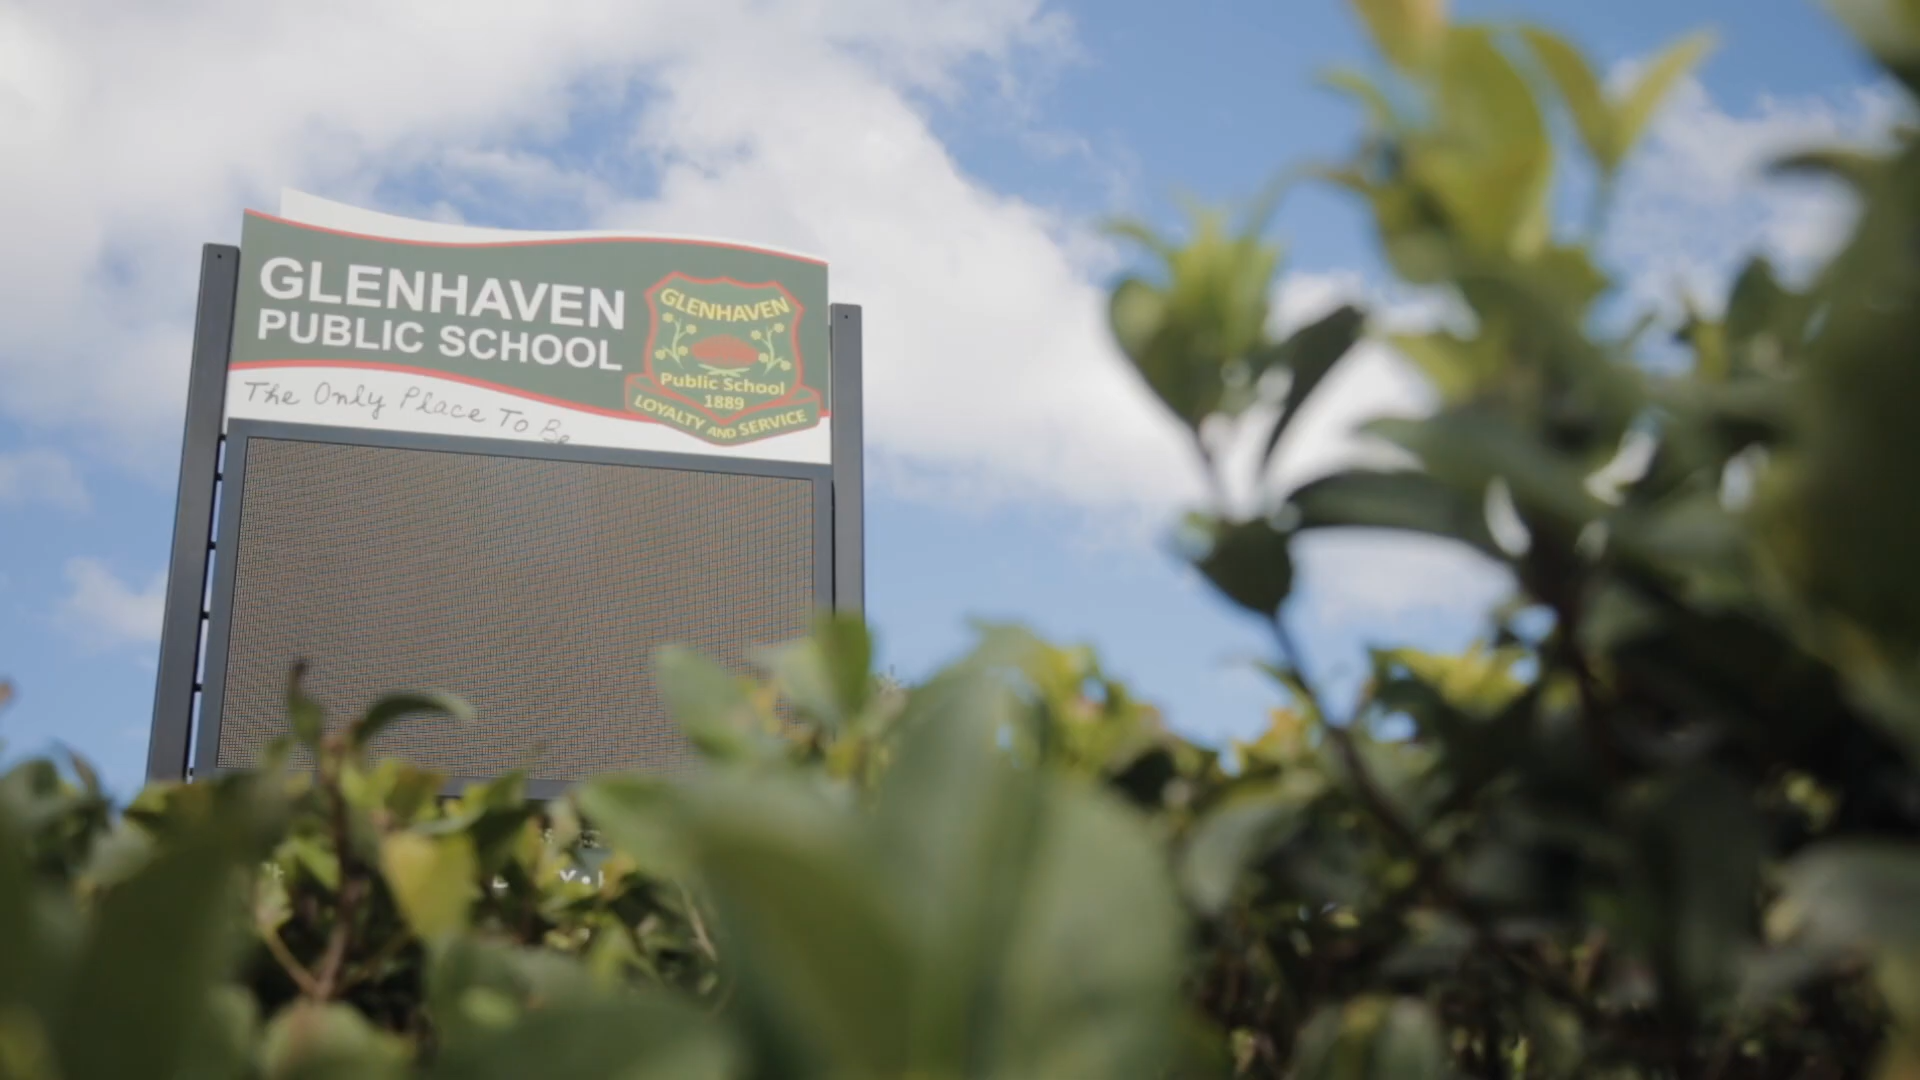 GLENHAVEN
PUBLIC SCHOOL
The Only Place To Be
GLENHAVEN
Public School
1889
LOYALTY AND SERVICE